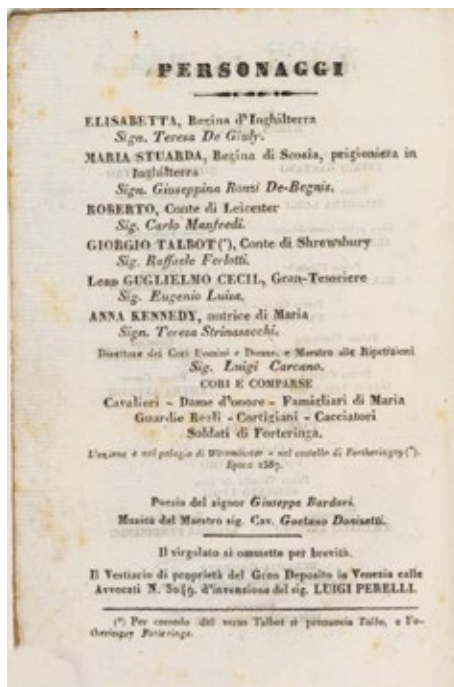 PERSONAGGI
ELISABETTA, Regina d'Inghilterra
Sign. Teresa De Giuly.
MARIA STUARDA, Regina di Scosia, prigioniera in
Inghilterra
Sign. Giuseppina Ronzi De-Begnis.
ROBERTO, Conte di Leicester
Sig. Carlo Manfredi.
GIORGIO TALBOT (*), Conte di Shrewsbury
Sig. Raffaele Ferlotti.
LORD GUGLIELMO CECIL, Gran-Tesoriere
Sig. Eugenio Luisa.
ANNA KENNEDY, nutrice di Maria
Sign. Teresa Strinasacchi.
Direttore dei Cori Uomini e Donne, e Maestro alle Ripetizioni
Sig. Luigi Carcano.
CORI E COMPARSE
Cavalieri - Dame d'onore - Famigliari di Maria
Guardie Reali - Cortigiani - Cacciatori
Soldati di Forteringa.
L'azione è nel palagio di Westminster e nel castello di Fortheringey (*).
Epoca 1587.
Poesia del signor Giuseppe Bardari.
Musica del Maestro sig. Cav. Gaetano Donizetti.
Il virgolato si ommette per brevità.
Il Vestiario di proprietà del Gran Deposito in Venezia calle
Avvocati N. d'invenzione del sig. LUIGI PERELLI.
(*) Per comodo del verso Talbot si pronuncia Talbo, e Fo-
theringey Forteringa.